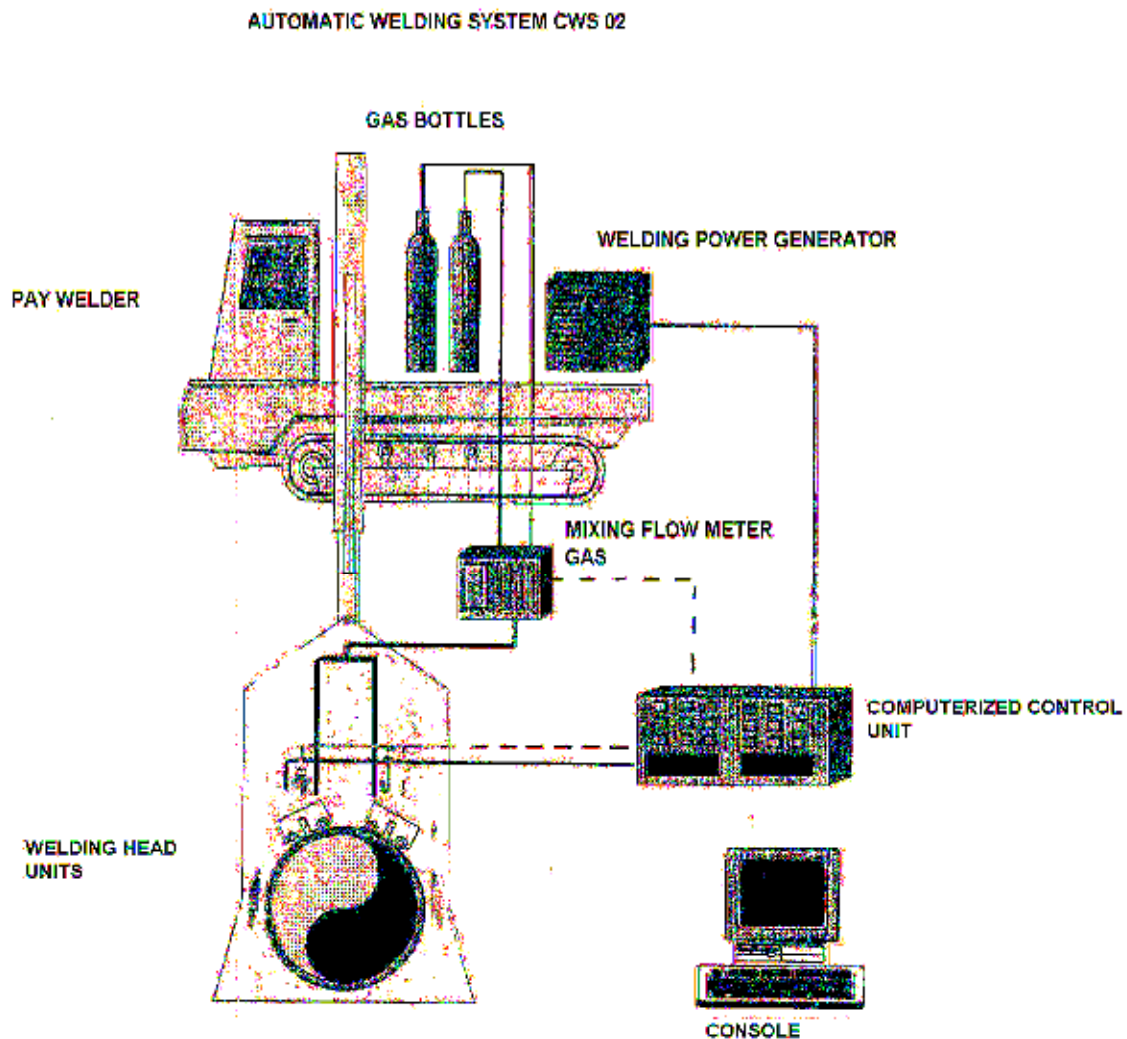 AUTOMATIC WELDING SYSTEM CWS 02
GAS BOTTLES
WELDING POWER GENERATOR
PAY WELDER
MIXING FLOW METER
GAS
COMPUTERIZED CONTROL
UNIT
WELDING HEAD
UNITS
CONSOLE